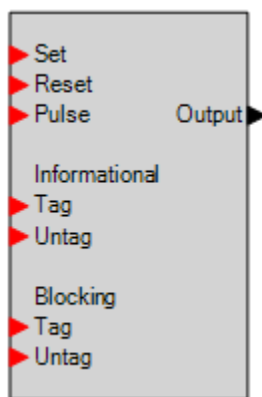 Set
Reset
Pulse Output
Informational
Tag
Untag
Blocking
Tag
Untag